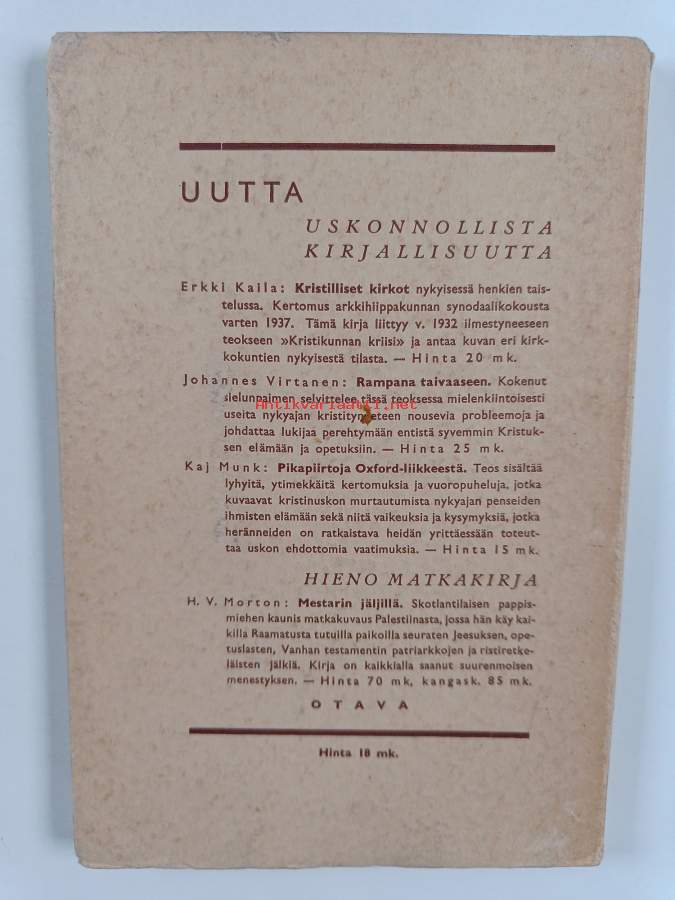 UUTTA
USKONNOLLISTA
KIRJALLISUUTTA
Erkki Kaila: Kristilliset kirkot nykyisessä henkien tais-
telussa. Kertomus arkkihiippakunnan synodaalikokousta
varten 1937. Tämä kirja liittyy v. 1932 ilmestyneeseen
teokseen »Kristikunnan kriisi» ja antaa kuvan eri kirk-
kokuntien nykyisestä tilasta. — Hinta 20 mk.
Johannes Virtanen: Rampana taivaaseen. Kokenut
sielunpaimen selvittelee tässä teoksessa mielenkiintoisesti
Antikvariaatti.net
useita nykyajan kristityn eteen nousevia probleemoja ja
johdattaa lukijaa perehtymään entistä syvemmin Kristuk-
sen elämään ja opetuksiin. — Hinta 25 mk.
Kaj Munk: Pikapiirtoja Oxford-liikkeestä. Teos sisältää
lyhyitä, ytimekkäitä kertomuksia ja vuoropuheluja, jotka
kuvaavat kristinuskon murtautumista nykyajan penseiden
ihmisten elämään sekä niitä vaikeuksia ja kysymyksiä, jotka
heränneiden on ratkaistava heidän yrittäessään toteut-
taa uskon ehdottomia vaatimuksia. — Hinta 15 mk.
HIENO MATKAKIRJA
H. V. Morton: Mestarin jäljillä. Skotlantilaisen pappis-
miehen kaunis matkakuvaus Palestiinasta, jossa hän käy kai-
killa Raamatusta tutuilla paikoilla seuraten Jeesuksen, ope-
tuslasten, Vanhan testamentin patriarkkojen ja ristiretke-
läisten jälkiä. Kirja on kaikkialla saanut suurenmoisen
menestyksen. — Hinta 70 mk, kangask. 85 mk.
OTAVA
Hinta 18 mk.